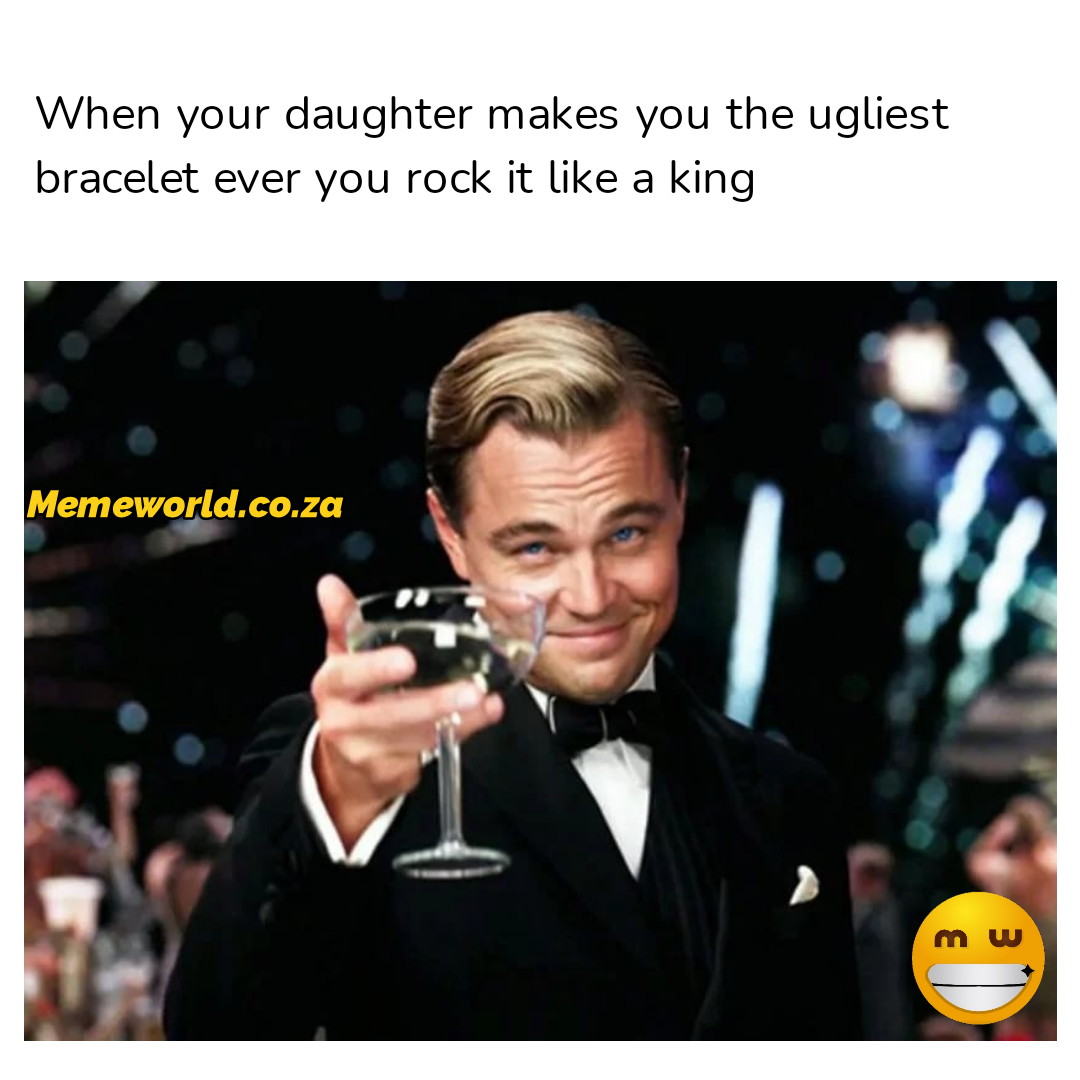 When your daughter makes you the ugliest
bracelet ever you rock it like a king
Memeworld.co.za
m w